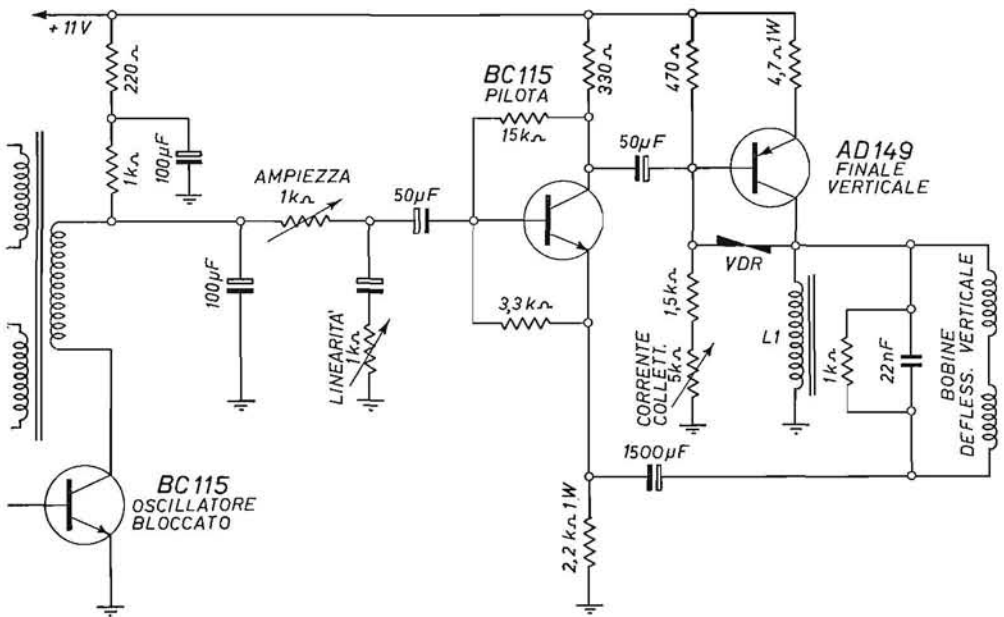 + 11V
220Ω
1kΩ
100µF
AMPIEZZA
1kΩ
50µF
100µF
LINEARITA'
1kΩ
BC115
OSCILLATORE
BLOCCATO
BC115
PILOTA
15kΩ
3,3kΩ
330Ω
50µF
470Ω
4,7Ω 1W
AD149
FINALE
VERTICALE
VDR
1,5kΩ
CORRENTE
COLLETT.
5kΩ
L1
1kΩ
22nF
BOBINE
DEFLESS. VERTICALE
1500µF
2,2 kΩ 1W